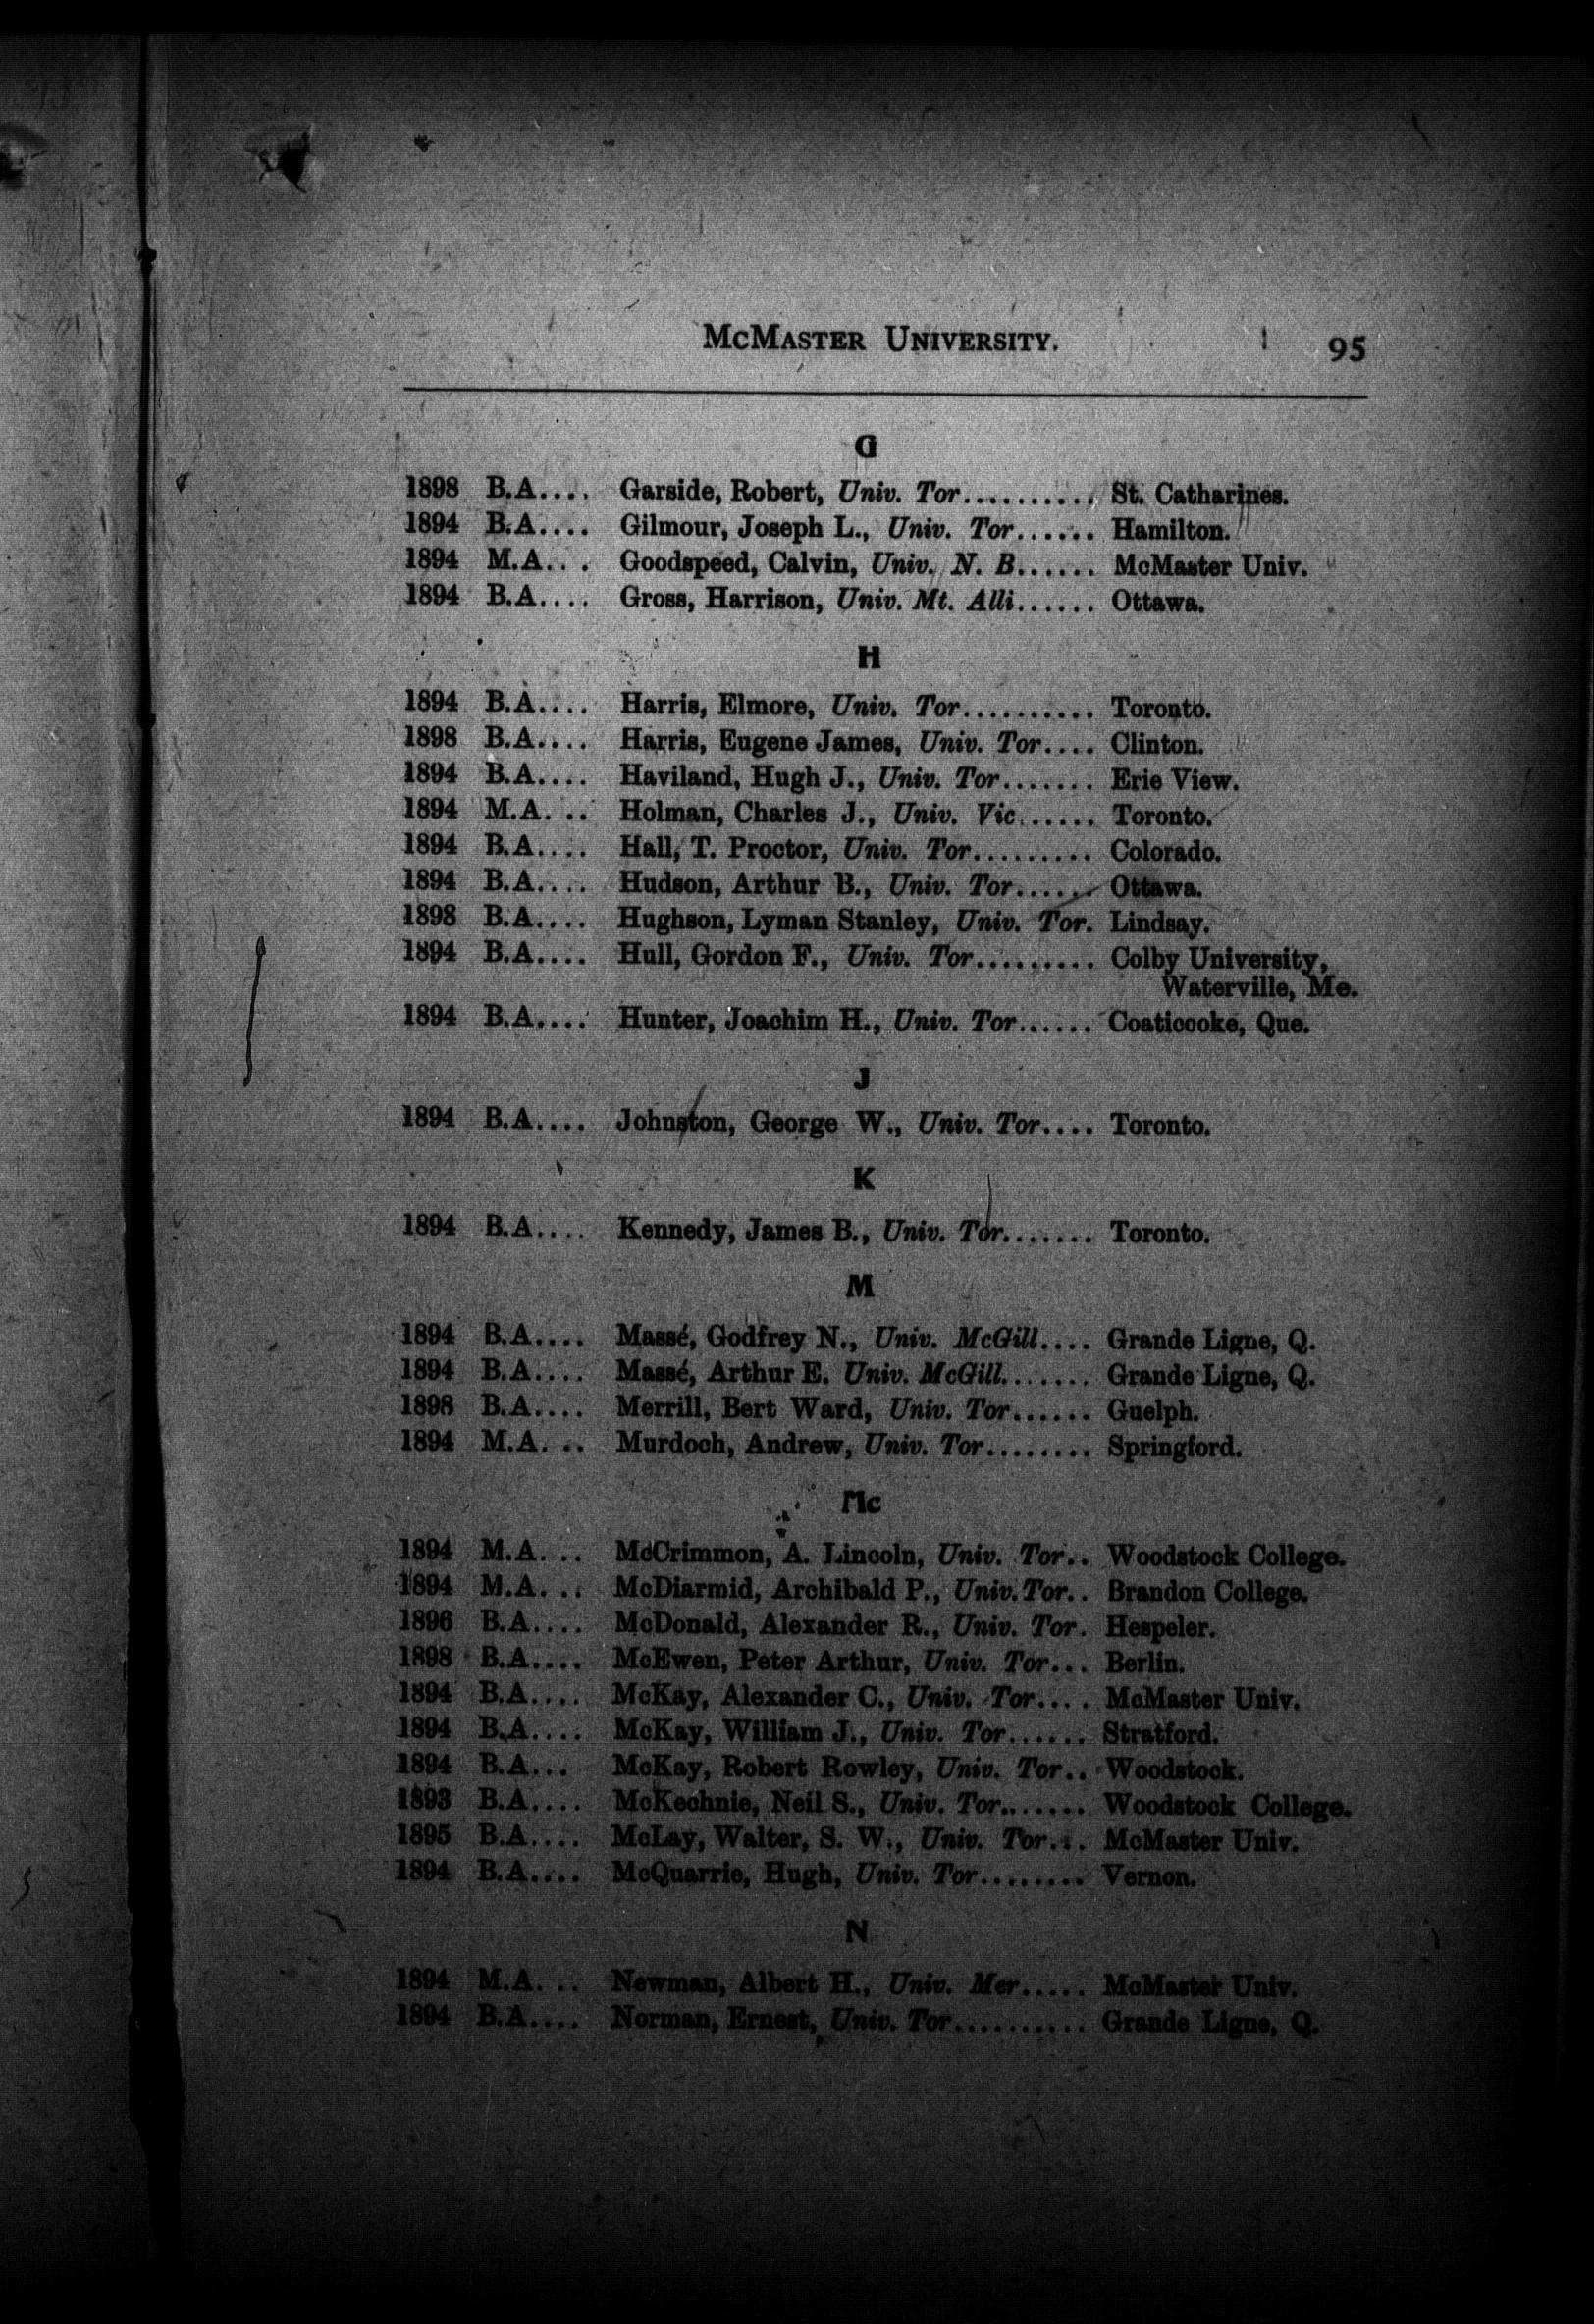 McMASTER UNIVERSITY. 95
G
1898 B.A.... Garside, Robert, Univ. Tor.......... St. Catharines.
1894 B.A.... Gilmour, Joseph L., Univ. Tor...... Hamilton.
1894 M.A... Goodspeed, Calvin, Univ. N. B...... McMaster Univ.
1894 B.A.... Gross, Harrison, Univ. Mt. Alli...... Ottawa.
H
1894 B.A.... Harris, Elmore, Univ. Tor.......... Toronto.
1898 B.A.... Harris, Eugene James, Univ. Tor.... Clinton.
1894 B.A.... Haviland, Hugh J., Univ. Tor....... Erie View.
1894 M.A... Holman, Charles J., Univ. Vic...... Toronto.
1894 B.A.... Hall, T. Proctor, Univ. Tor......... Colorado.
1894 B.A.... Hudson, Arthur B., Univ. Tor...... Ottawa.
1898 B.A.... Hughson, Lyman Stanley, Univ. Tor. Lindsay.
1894 B.A.... Hull, Gordon F., Univ. Tor......... Colby University,
Waterville, Me.
1894 B.A.... Hunter, Joachim H., Univ. Tor...... Coaticooke, Que.
J
1894 B.A.... Johnston, George W., Univ. Tor.... Toronto.
K
1894 B.A.... Kennedy, James B., Univ. Tor....... Toronto.
M
1894 B.A.... Massé, Godfrey N., Univ. McGill.... Grande Ligne, Q.
1894 B.A.... Massé, Arthur E. Univ. McGill....... Grande Ligne, Q.
1898 B.A.... Merrill, Bert Ward, Univ. Tor...... Guelph.
1894 M.A... Murdoch, Andrew, Univ. Tor........ Springford.
Mc
1894 M.A... McCrimmon, A. Lincoln, Univ. Tor.. Woodstock College.
1894 M.A... McDiarmid, Archibald P., Univ. Tor.. Brandon College.
1896 B.A.... McDonald, Alexander R., Univ. Tor. Hespeler.
1898 B.A.... McEwen, Peter Arthur, Univ. Tor... Berlin.
1894 B.A.... McKay, Alexander C., Univ. Tor.... McMaster Univ.
1894 B.A.... McKay, William J., Univ. Tor...... Stratford.
1894 B.A... McKay, Robert Rowley, Univ. Tor.. Woodstock.
1893 B.A.... McKechnie, Neil S., Univ. Tor....... Woodstock College.
1895 B.A.... McLay, Walter, S. W., Univ. Tor... McMaster Univ.
1894 B.A.... McQuarrie, Hugh, Univ. Tor........ Vernon.
N
1894 M.A... Newman, Albert H., Univ. Mer..... McMaster Univ.
1894 B.A.... Norman, Ernest, Univ. Tor.......... Grande Ligne, Q.